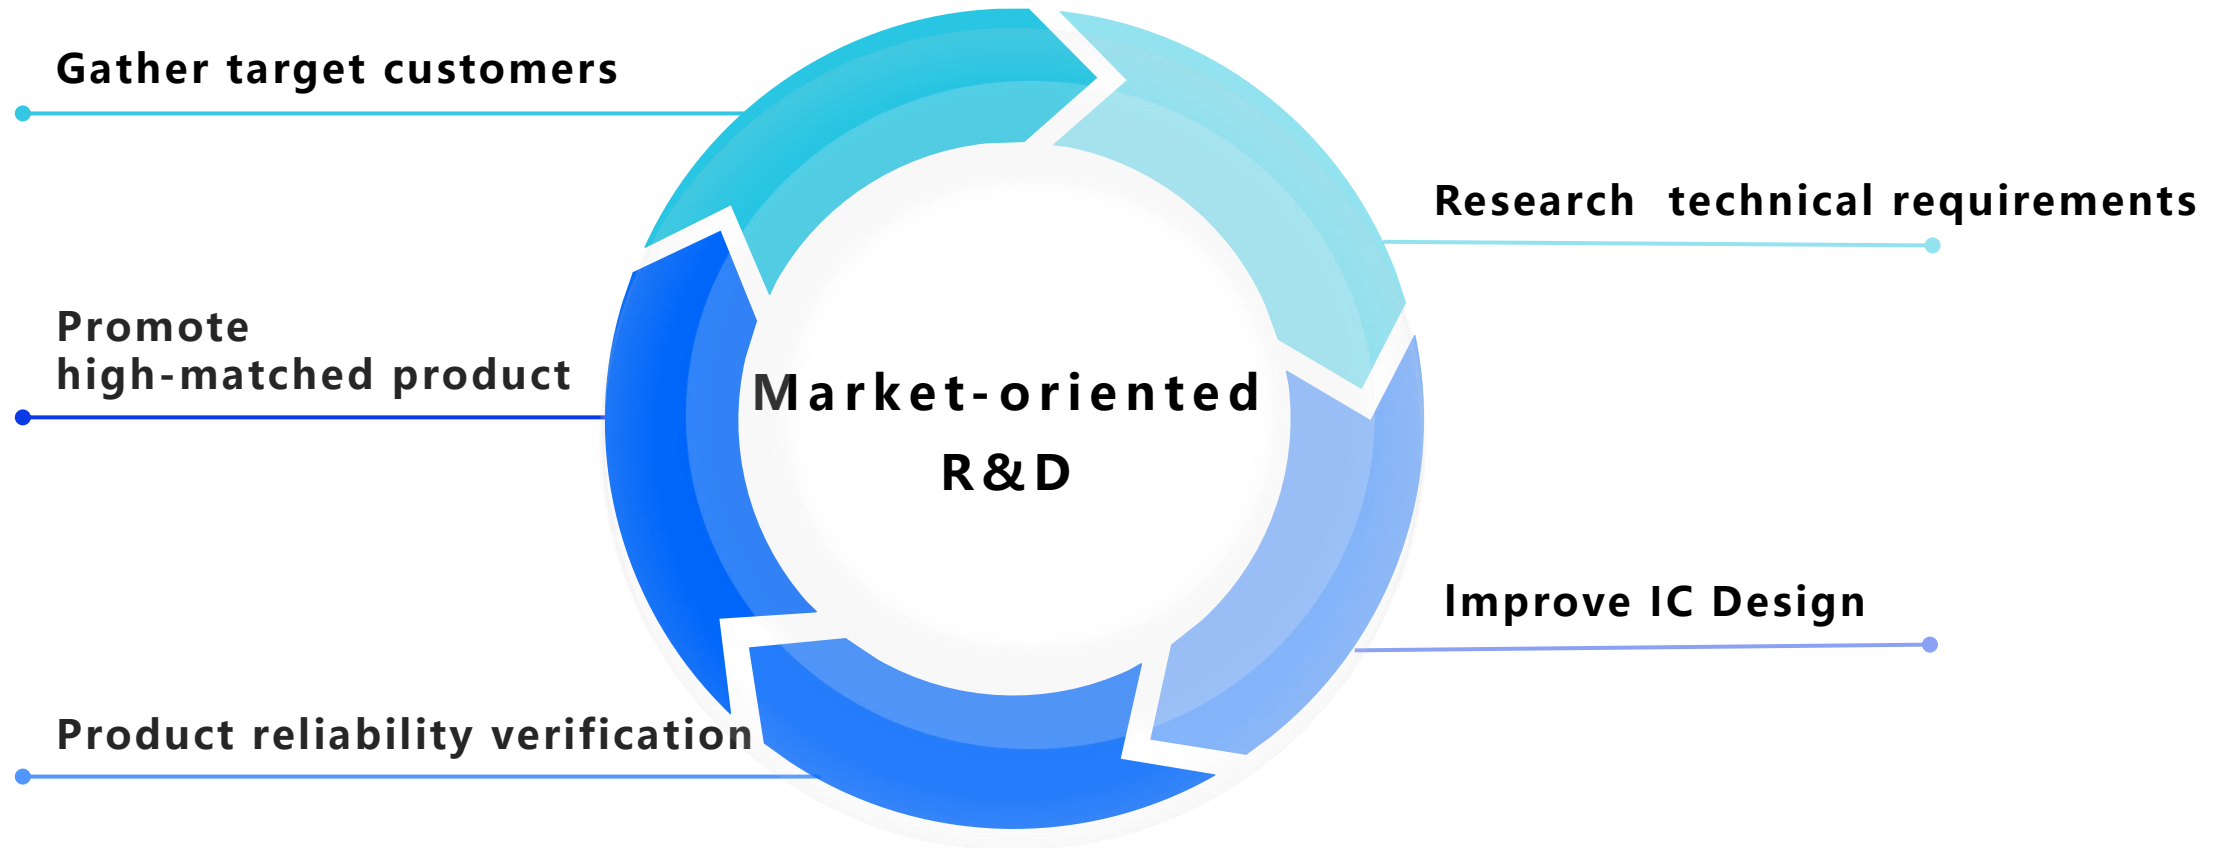 Gather target customers
Research technical requirements
Promote
high-matched product
Market-oriented
R&D
Improve IC Design
Product reliability verification